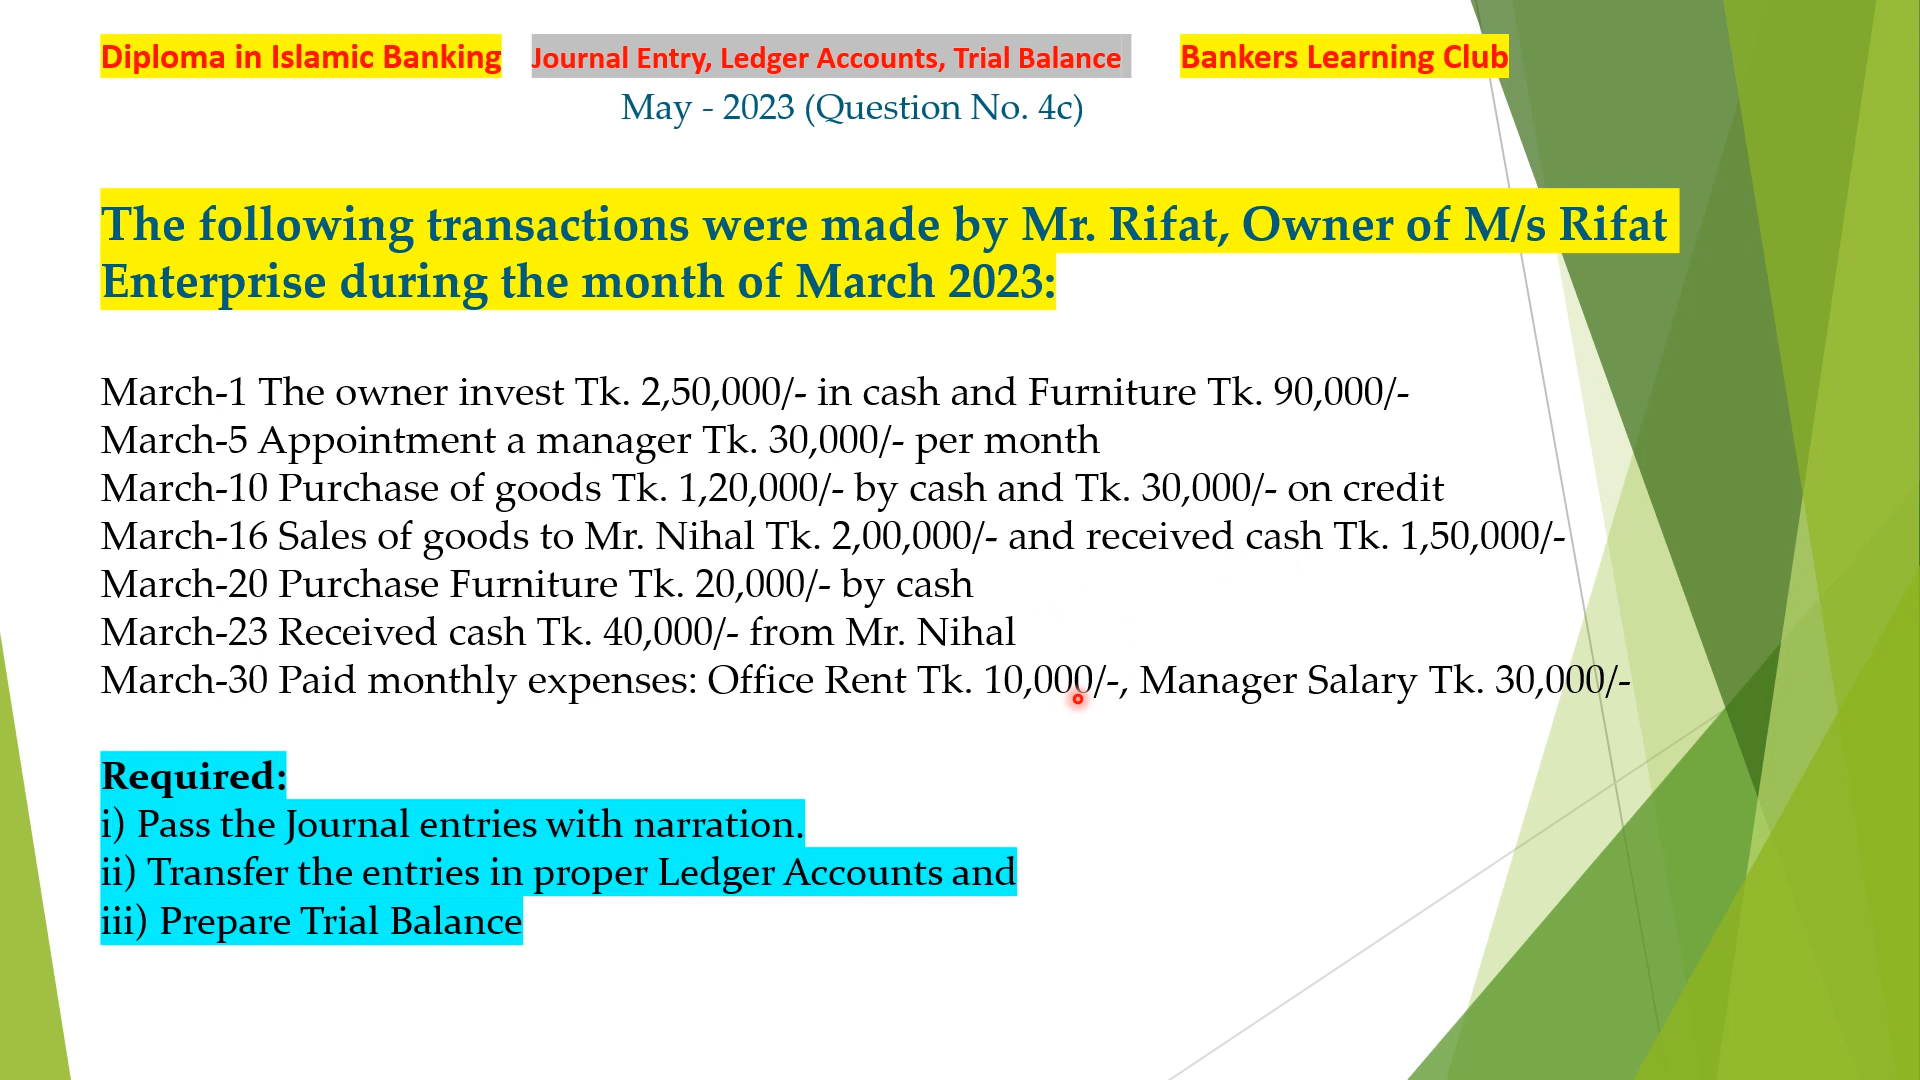 Diploma in Islamic Banking Journal Entry, Ledger Accounts, Trial Balance Bankers Learning Club
May - 2023 (Question No. 4c)
The following transactions were made by Mr. Rifat, Owner of M/s Rifat
Enterprise during the month of March 2023:
March-1 The owner invest Tk. 2,50,000/- in cash and Furniture Tk. 90,000/-
March-5 Appointment a manager Tk. 30,000/- per month
March-10 Purchase of goods Tk. 1,20,000/- by cash and Tk. 30,000/- on credit
March-16 Sales of goods to Mr. Nihal Tk. 2,00,000/- and received cash Tk. 1,50,000/-
March-20 Purchase Furniture Tk. 20,000/- by cash
March-23 Received cash Tk. 40,000/- from Mr. Nihal
March-30 Paid monthly expenses: Office Rent Tk. 10,000/-, Manager Salary Tk. 30,000/-
Required:
i) Pass the Journal entries with narration.
ii) Transfer the entries in proper Ledger Accounts and
iii) Prepare Trial Balance